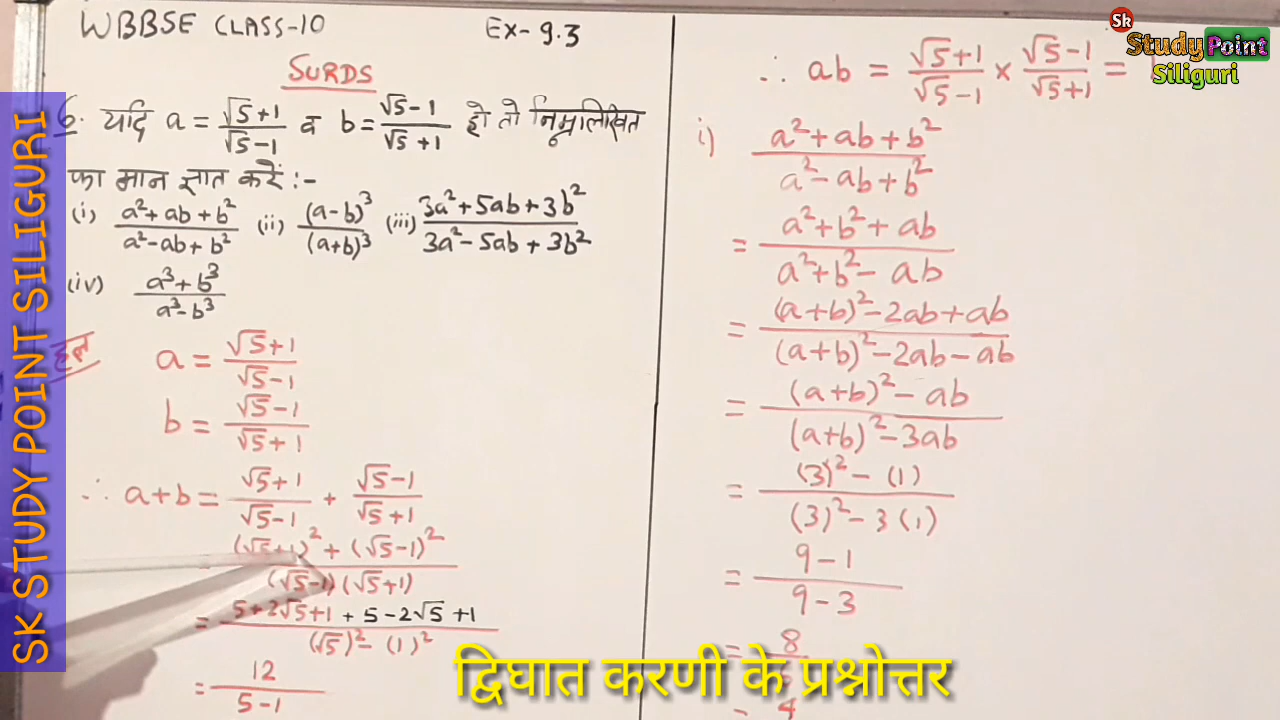 WBBSE CLASS-10 EX-9.3
SURDS
6. यदि a = √5+1/√5-1 व b = √5-1/√5+1 हो तो निम्नलिखित
का मान ज्ञात करें :-
(i) a²+ab+b²/a²-ab+b² (ii) (a-b)³/(a+b)³ (iii) 3a²+5ab+3b²/3a²-5ab+3b²
(iv) a³+b³/a³-b³
हल
a = √5+1/√5-1
b = √5-1/√5+1
∴ a+b = √5+1/√5-1 + √5-1/√5+1
(√5+1)²+(√5-1)²/(√5-1)(√5+1)
= 5+2√5+1+5-2√5+1/(√5)²-(1)²
= 12/5-1
∴ ab = √5+1/√5-1 × √5-1/√5+1 =
i) a²+ab+b²/a²-ab+b²
= a²+b²+ab/a²+b²-ab
= (a+b)²-2ab+ab/(a+b)²-2ab-ab
= (a+b)²-ab/(a+b)²-3ab
= (3)²-(1)/(3)²-3(1)
= 9-1/9-3
= 8
4
Sk
Study Point
Siliguri
SK STUDY POINT SILIGURI
द्विघात करणी के प्रश्नोत्तर